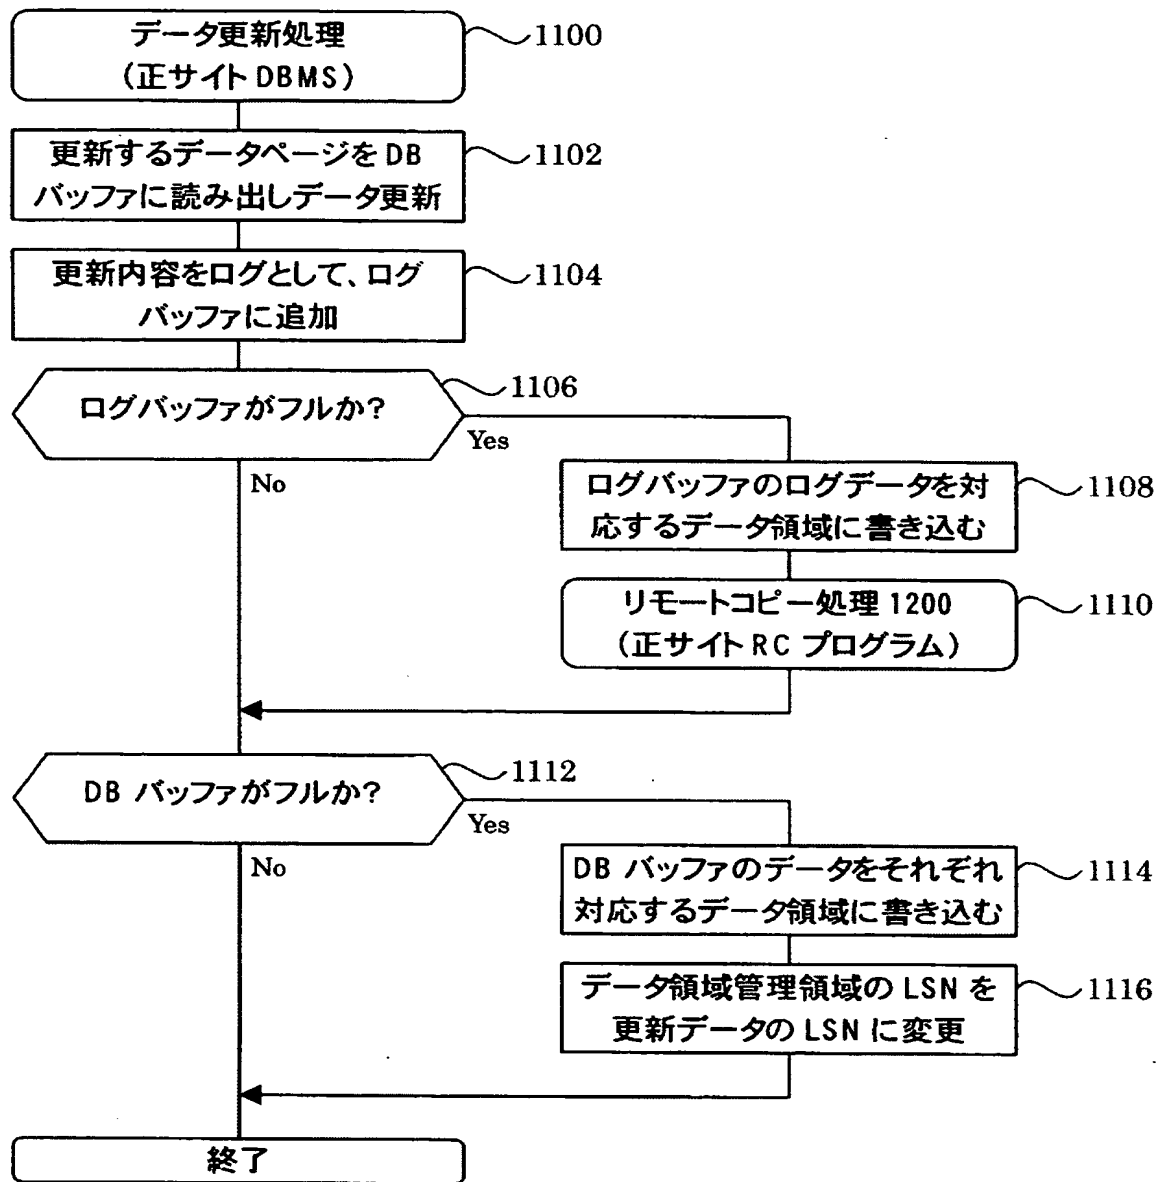 データ更新処理
(正サイト DBMS)
1100
更新するデータページを DB
バッファに読み出しデータ更新
1102
更新内容をログとして、ログ
バッファに追加
1104
ログバッファがフルか?
1106
Yes
No
ログバッファのログデータを対
応するデータ領域に書き込む
1108
リモートコピー処理 1200
(正サイト RC プログラム)
1110
DB バッファがフルか?
1112
Yes
No
DB バッファのデータをそれぞれ
対応するデータ領域に書き込む
1114
データ領域管理領域の LSN を
更新データの LSN に変更
1116
終了